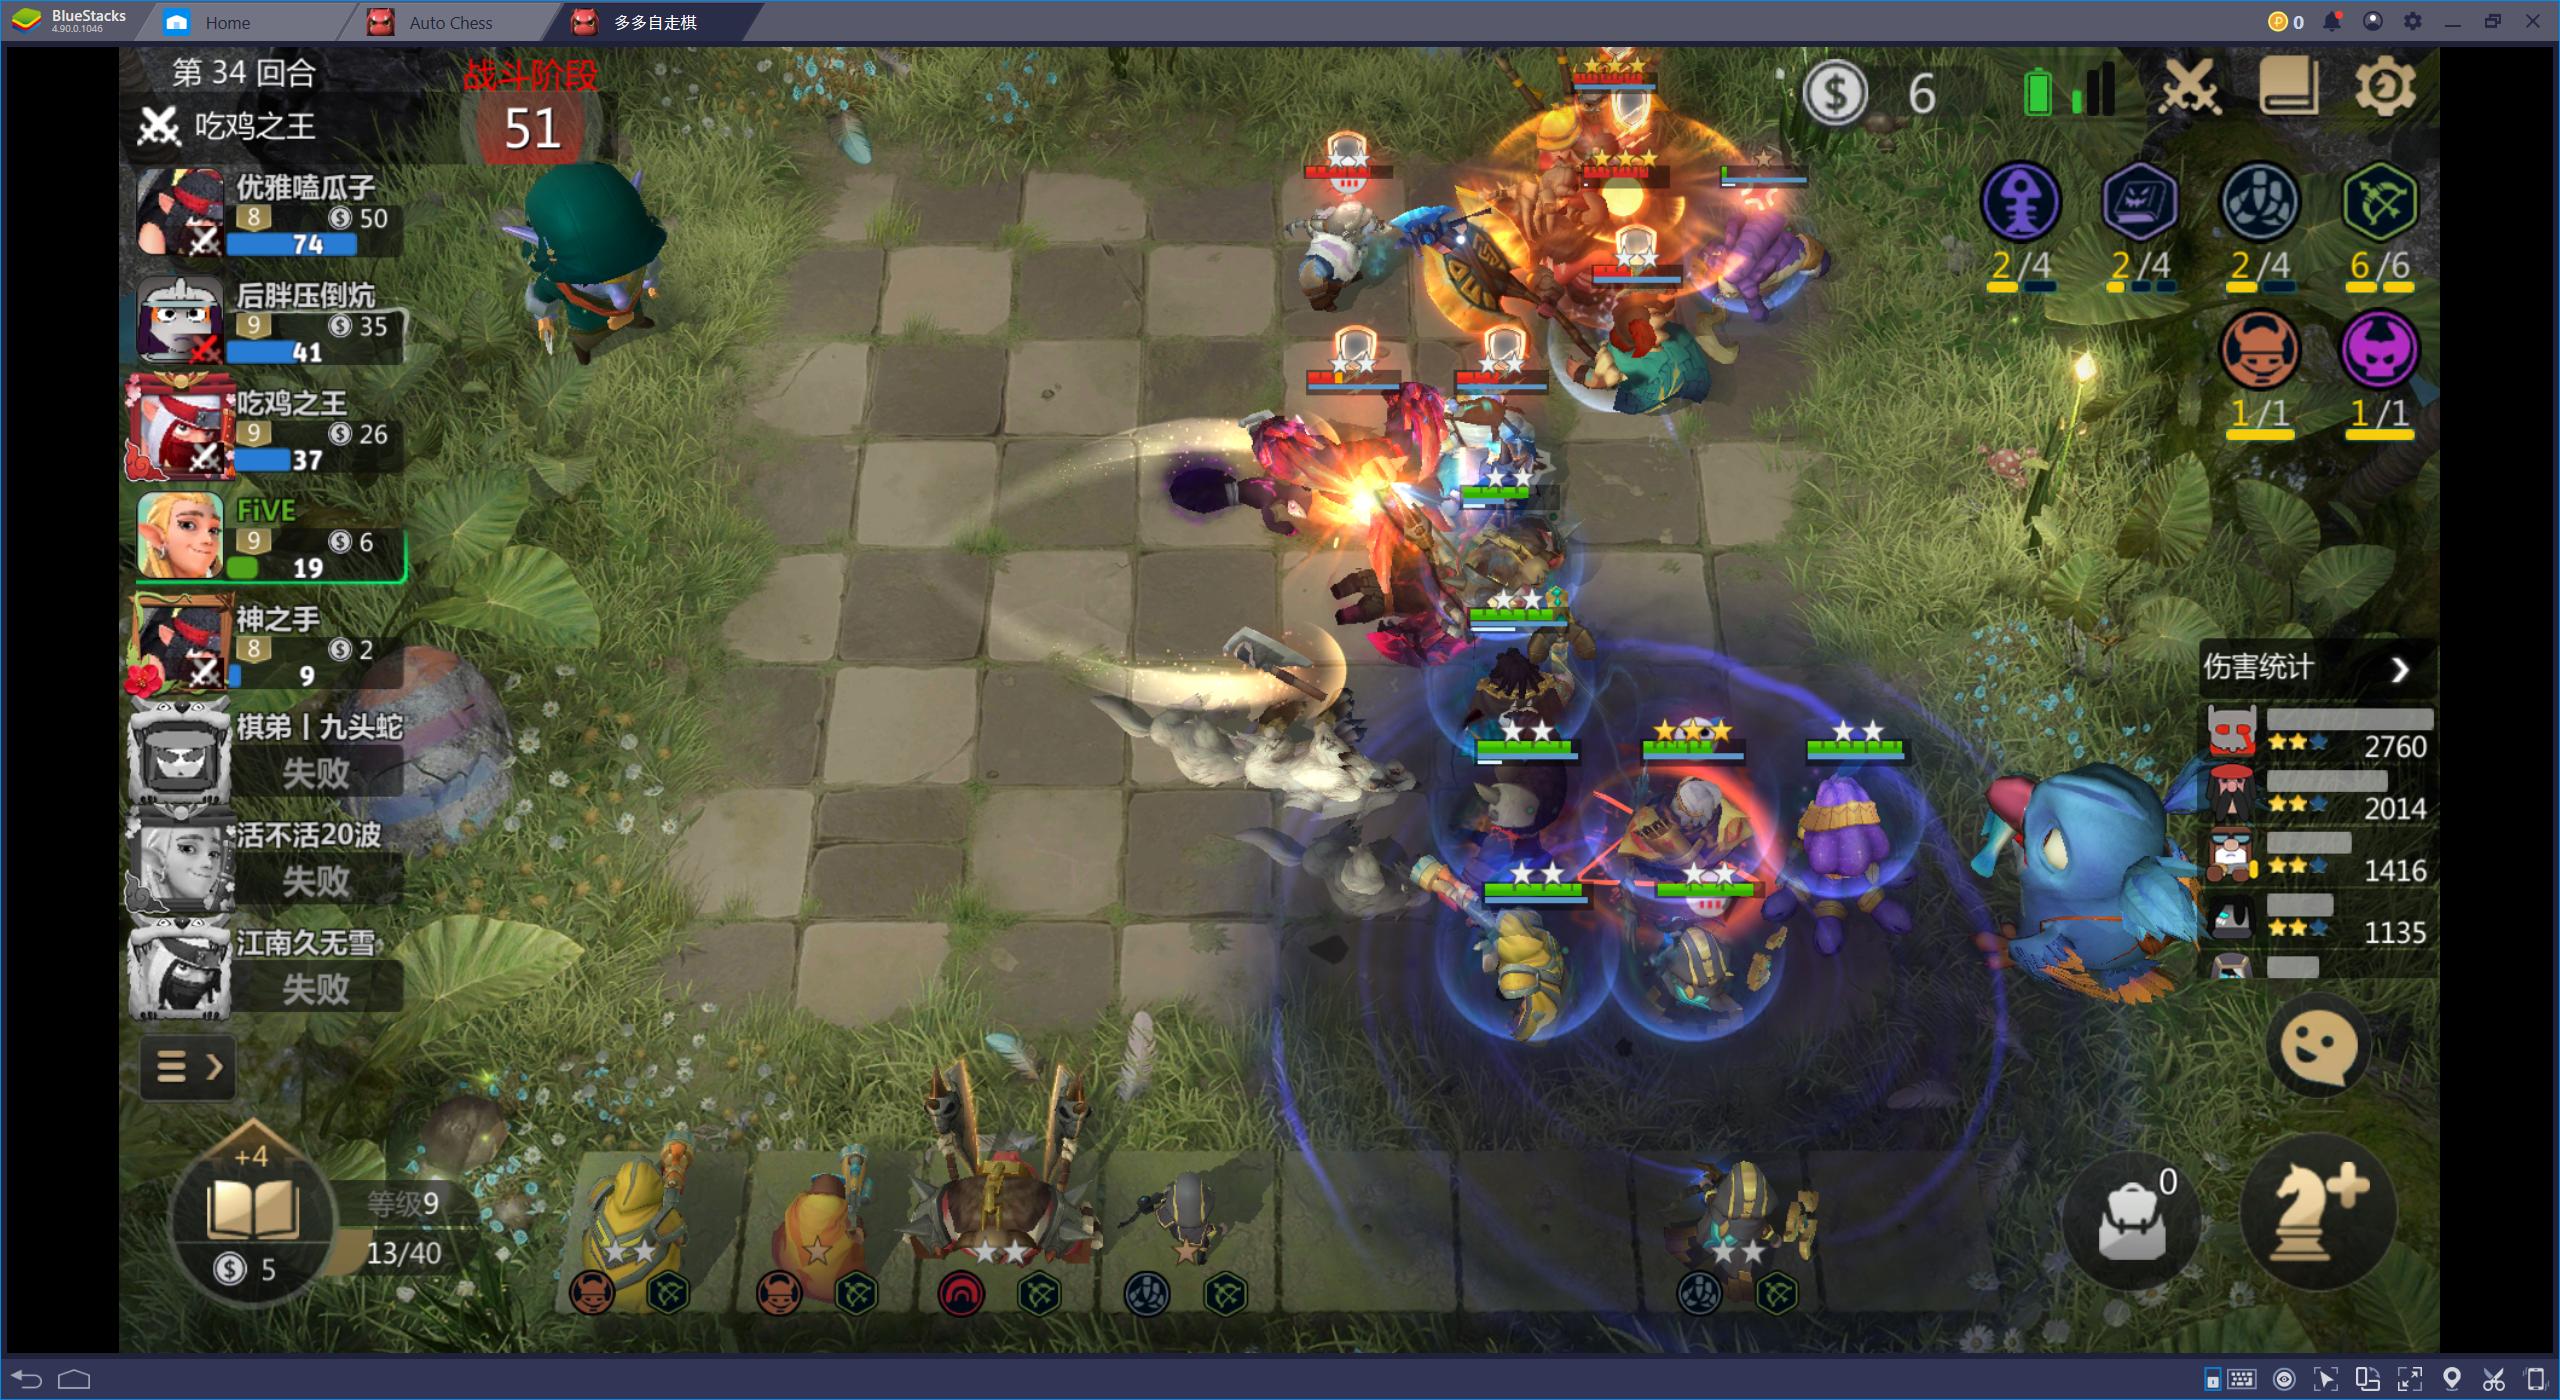 BlueStacks
4.90.0.1046
Home
Auto Chess
多多自走棋
0
第 34 回合
战斗阶段
吃鸡之王
51
6
优雅嗑瓜子
8
50
74
后胖压倒炕
9
35
41
吃鸡之王
9
26
37
FiVE
9
6
19
神之手
8
2
9
棋弟丨九头蛇
失败
活不活20波
失败
江南久无雪
失败
2/4
2/4
2/4
6/6
1/1
1/1
伤害统计
2760
2014
1416
1135
+4
等级9
5
13/40
0